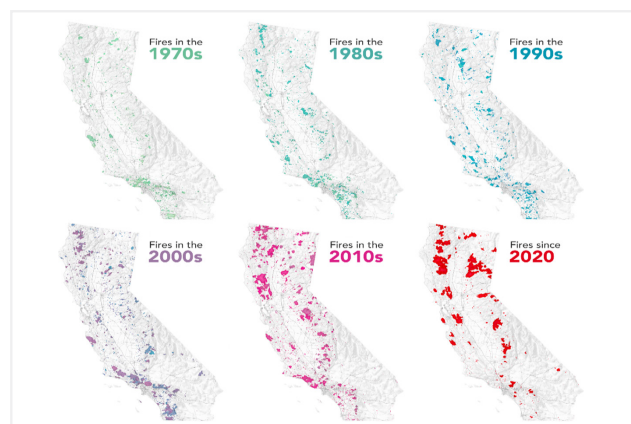 Fires in the
1970s
Fires in the
1980s
Fires in the
1990s
Fires in the
2000s
Fires in the
2010s
Fires since
2020